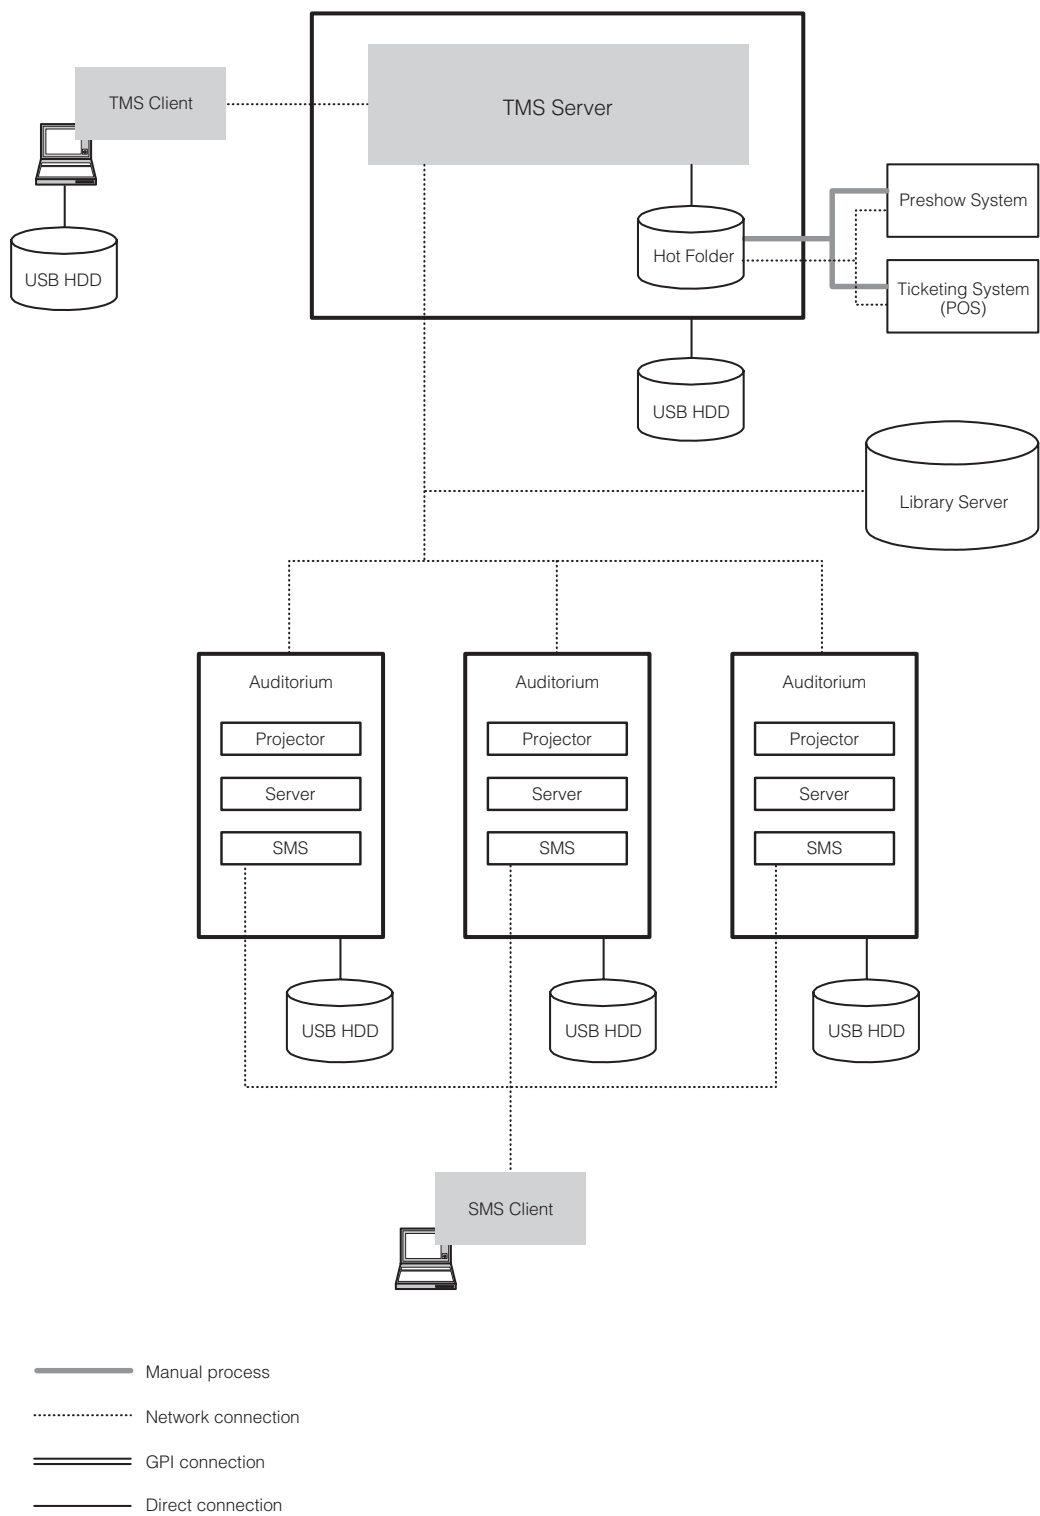 TMS Client
TMS Server
USB HDD
Hot Folder
Preshow System
Ticketing System
(POS)
USB HDD
Library Server
Auditorium
Projector
Server
SMS
USB HDD
Auditorium
Projector
Server
SMS
USB HDD
Auditorium
Projector
Server
SMS
USB HDD
SMS Client
Manual process
Network connection
GPI connection
Direct connection